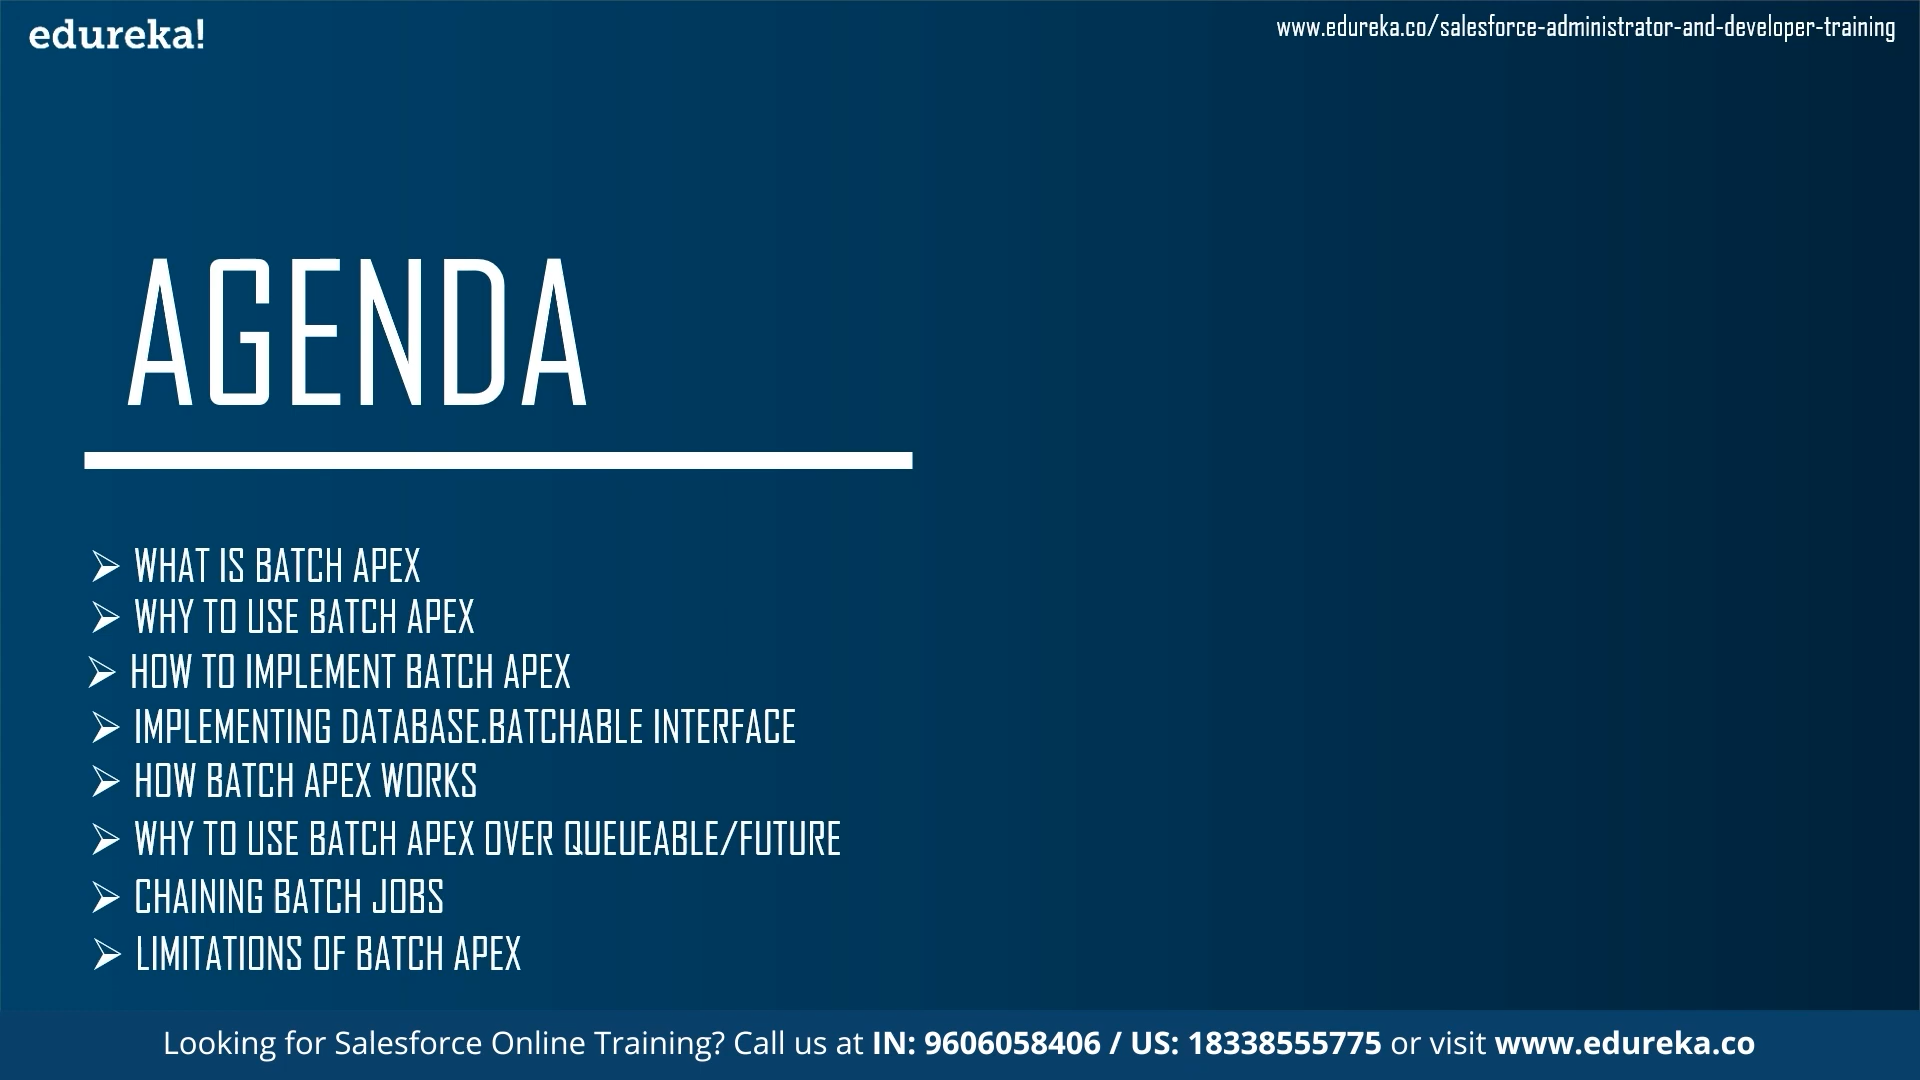 edureka!
www.edureka.co/salesforce-administrator-and-developer-training
AGENDA
➢ WHAT IS BATCH APEX
➢ WHY TO USE BATCH APEX
➢ HOW TO IMPLEMENT BATCH APEX
➢ IMPLEMENTING DATABASE.BATCHABLE INTERFACE
➢ HOW BATCH APEX WORKS
➢ WHY TO USE BATCH APEX OVER QUEUEABLE/FUTURE
➢ CHAINING BATCH JOBS
➢ LIMITATIONS OF BATCH APEX
Looking for Salesforce Online Training? Call us at IN: 9606058406 / US: 18338555775 or visit www.edureka.co